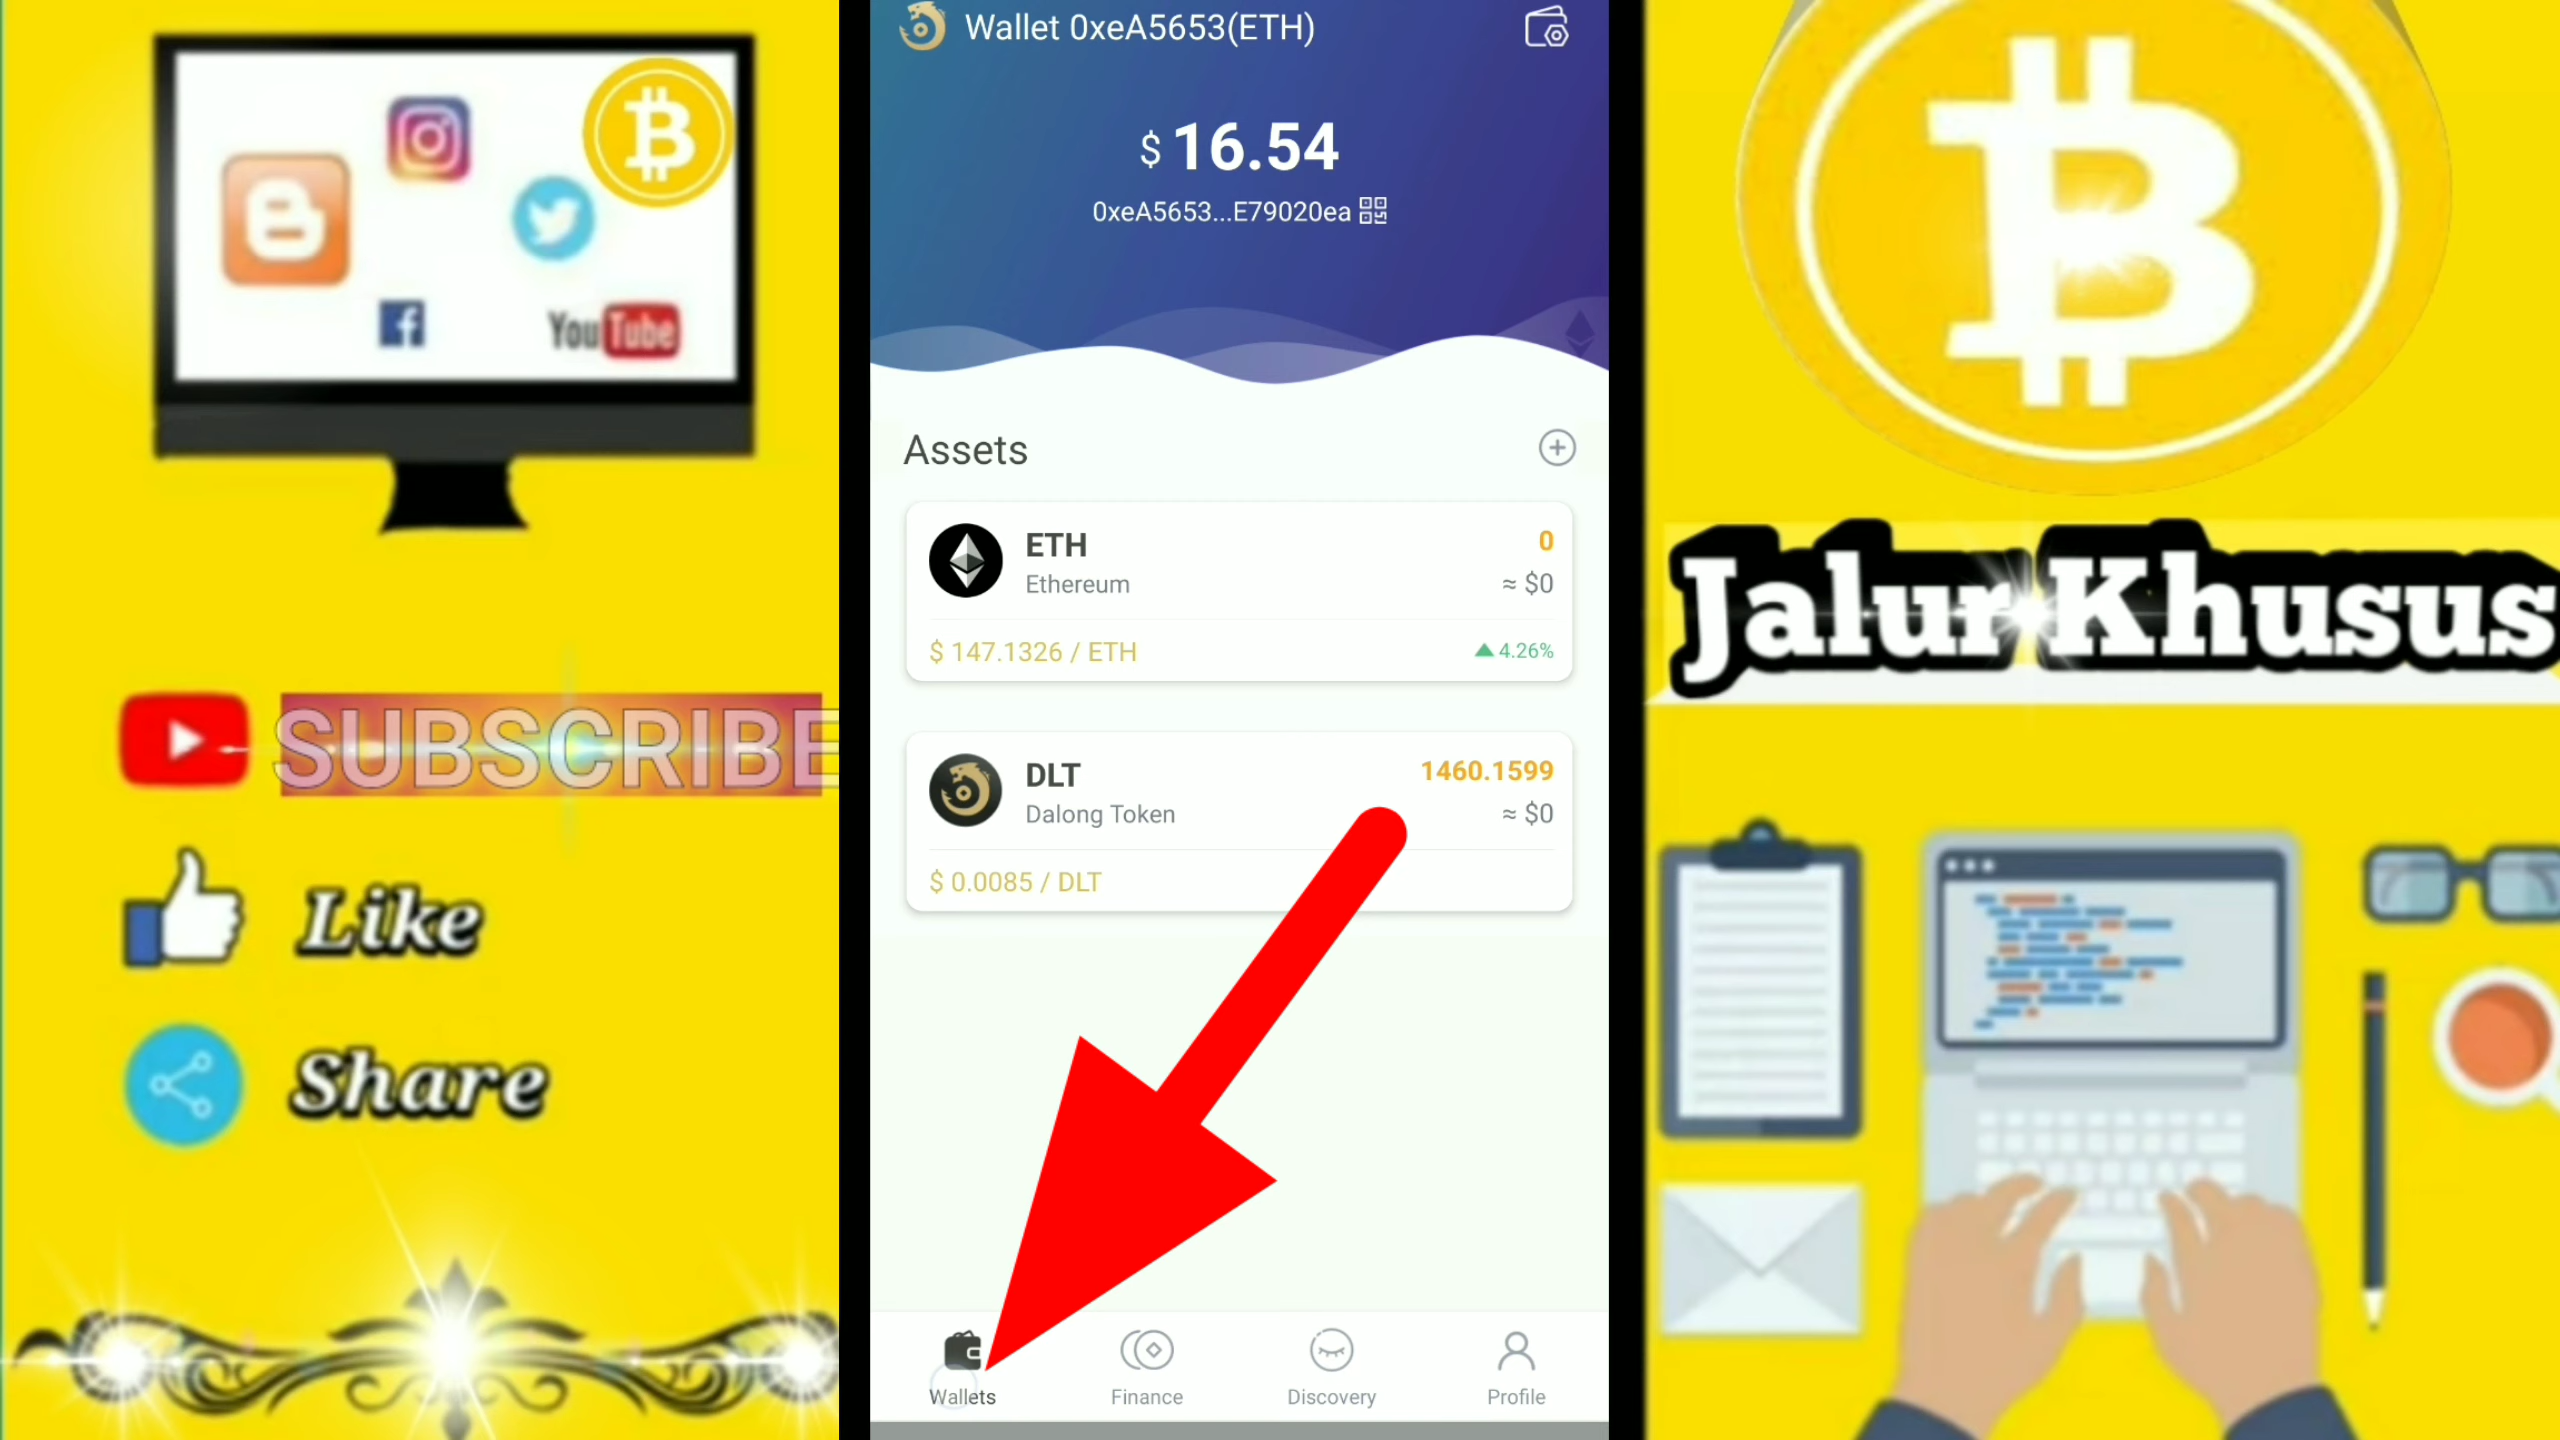 You Tube
SUBSCRIBE
Like
Share
Wallet 0xeA5653(ETH)
$ 16.54
0xeA5653...E79020ea
Assets
ETH
0
Ethereum
≈ $0
$ 147.1326 / ETH
4.26%
DLT
1460.1599
Dalong Token
≈ $0
$ 0.0085 / DLT
Wallets
Finance
Discovery
Profile
Jalur Khusus